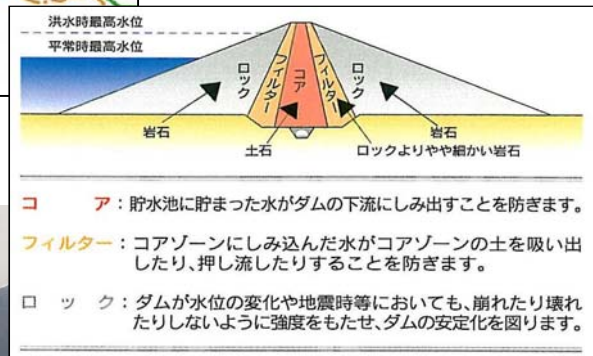 洪水時最高水位
平常時最高水位
ロック
フィルター
コア
フィルター
ロック
岩石
土石
ロックよりやや細かい岩石
岩石
コア：貯水池に貯まった水がダムの下流にしみ出すことを防ぎます。
フィルター：コアゾーンにしみ込んだ水がコアゾーンの土を吸い出
したり、押し流したりすることを防ぎます。
ロック：ダムが水位の変化や地震時等においても、崩れたり壊れ
たりしないように強度をもたせ、ダムの安定化を図ります。